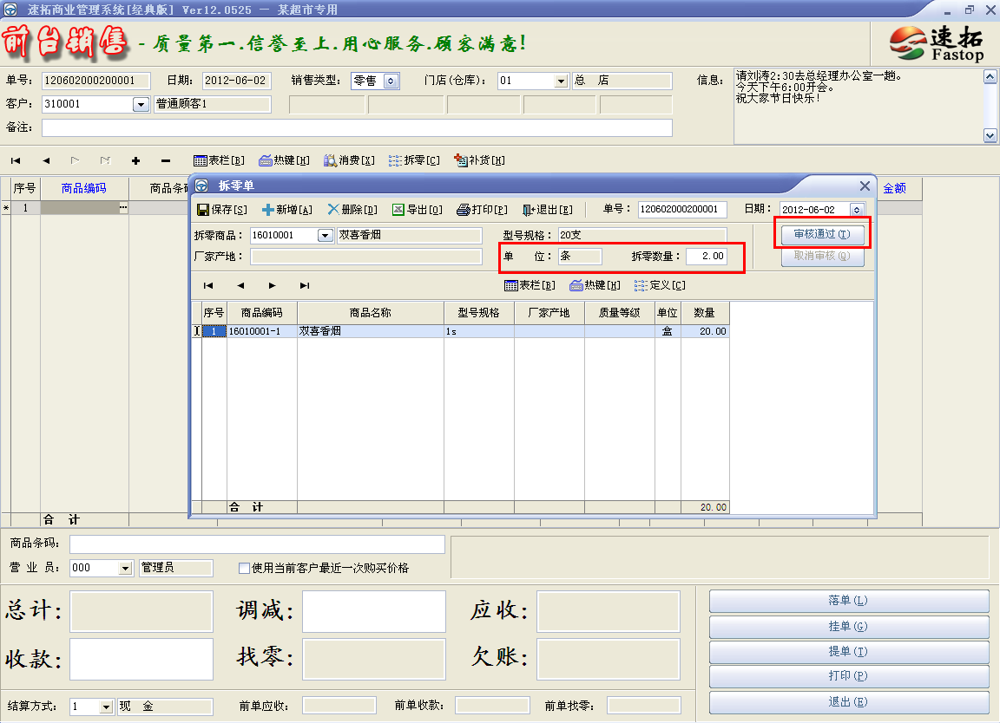 速拓商业管理系统[经典版] Ver12.0525 — 某超市专用
前台销售 -质量第一.信誉至上.用心服务.顾客满意!
速拓 Fastop
单号: 120602000200001 日期: 2012-06-02 销售类型: 零售 门店(仓库): 01 总 店 信息:
请刘涛2:30去总经理办公室一趟。
今天下午6:00开会。
祝大家节日快乐!
客户: 310001 普通顾客1
备注:
表栏[B] 热键[H] 消费[X] 拆零[C] 补货[H]
序号 商品编码 商品条 金额
* 1
拆零单
保存[S] 新增[A] 删除[D] 导出[O] 打印[P] 退出[E] 单号: 120602000200001 日期: 2012-06-02
拆零商品: 16010001 双喜香烟 型号规格: 20支 审核通过(T)
厂家产地: 单 位: 条 拆零数量: 2.00 取消审核(Q)
表栏[B] 热键[H] 定义[C]
序号 商品编码 商品名称 型号规格 厂家产地 质量等级 单位 数量
1 16010001-1 双喜香烟 1s 盒 20.00
合 计 20.00
合 计
商品条码:
营 业 员: 000 管理员 使用当前客户最近一次购买价格
总计: 调减: 应收:
收款: 找零: 欠账:
落单(L)
挂单(G)
提单(T)
打印(P)
退出(E)
结算方式: 1 现 金 前单应收: 前单收款: 前单找零: